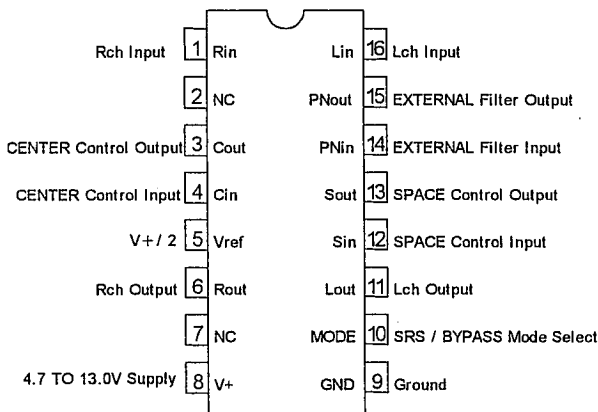 Rch Input 1 Rin Lin 16 Lch Input
2 NC PNout 15 EXTERNAL Filter Output
CENTER Control Output 3 Cout PNin 14 EXTERNAL Filter Input
CENTER Control Input 4 Cin Sout 13 SPACE Control Output
V+/ 2 5 Vref Sin 12 SPACE Control Input
Rch Output 6 Rout Lout 11 Lch Output
7 NC MODE 10 SRS / BYPASS Mode Select
4.7 TO 13.0V Supply 8 V+ GND 9 Ground